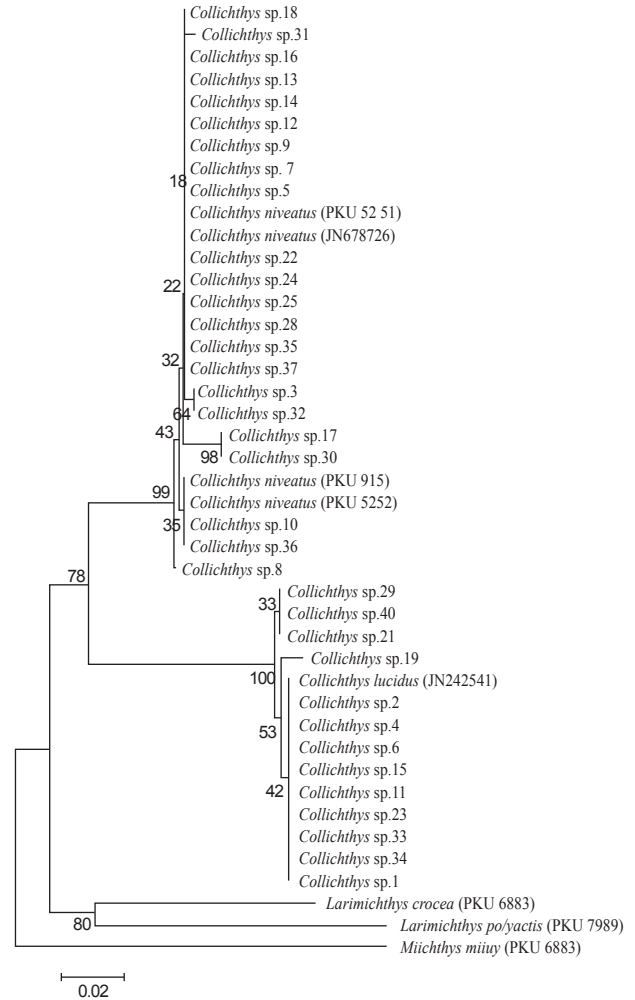 Collichthys sp.18
Collichthys sp.31
Collichthys sp.16
Collichthys sp.13
Collichthys sp.14
Collichthys sp.12
Collichthys sp.9
Collichthys sp. 7
18
Collichthys sp.5
Collichthys niveatus (PKU 52 51)
Collichthys niveatus (JN678726)
Collichthys sp.22
Collichthys sp.24
22
Collichthys sp.25
Collichthys sp.28
Collichthys sp.35
32
Collichthys sp.37
Collichthys sp.3
64
Collichthys sp.32
43
Collichthys sp.17
98
Collichthys sp.30
Collichthys niveatus (PKU 915)
99
Collichthys niveatus (PKU 5252)
35
Collichthys sp.10
Collichthys sp.36
Collichthys sp.8
78
Collichthys sp.29
33
Collichthys sp.40
Collichthys sp.21
Collichthys sp.19
100
Collichthys lucidus (JN242541)
Collichthys sp.2
53
Collichthys sp.4
Collichthys sp.6
Collichthys sp.15
42
Collichthys sp.11
Collichthys sp.23
Collichthys sp.33
Collichthys sp.34
Collichthys sp.1
Larimichthys crocea (PKU 6883)
80
Larimichthys po/yactis (PKU 7989)
Miichthys miiuy (PKU 6883)
0.02